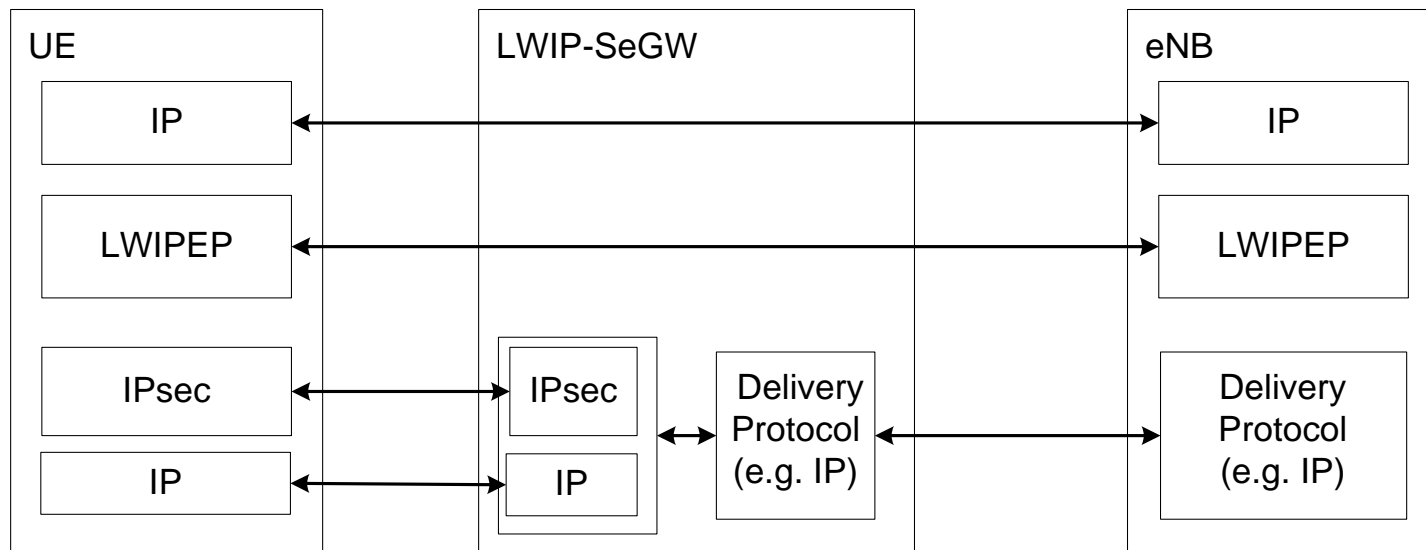 UE
LWIP-SeGW
eNB
IP
IP
LWIPEP
LWIPEP
IPsec
IPsec
Delivery
Protocol
(e.g. IP)
Delivery
Protocol
(e.g. IP)
IP
IP